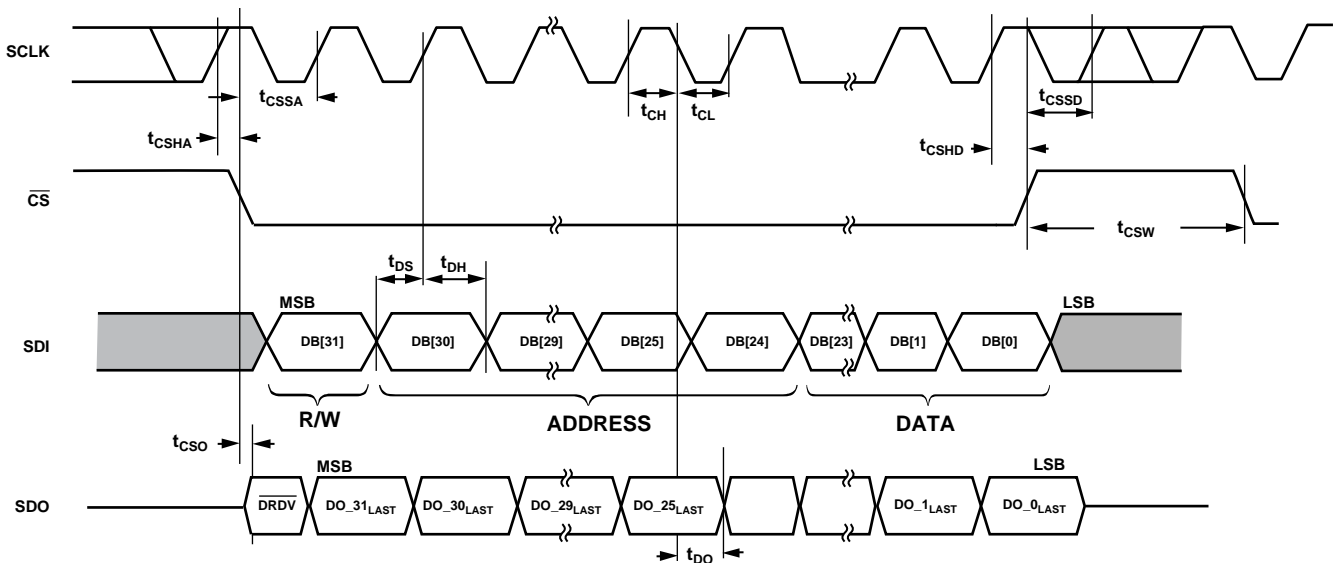 SCLK
tCSSA
tCH
tCL
tCSSD
tCSHA
tCSHD
CS
tCSW
tDS
tDH
MSB
LSB
SDI
DB[31]
DB[30]
DB[29]
DB[25]
DB[24]
DB[23]
DB[1]
DB[0]
R/W
ADDRESS
DATA
tCSO
MSB
LSB
SDO
DRDV
DO_31LAST
DO_30LAST
DO_29LAST
DO_25LAST
DO_1LAST
DO_0LAST
tDO